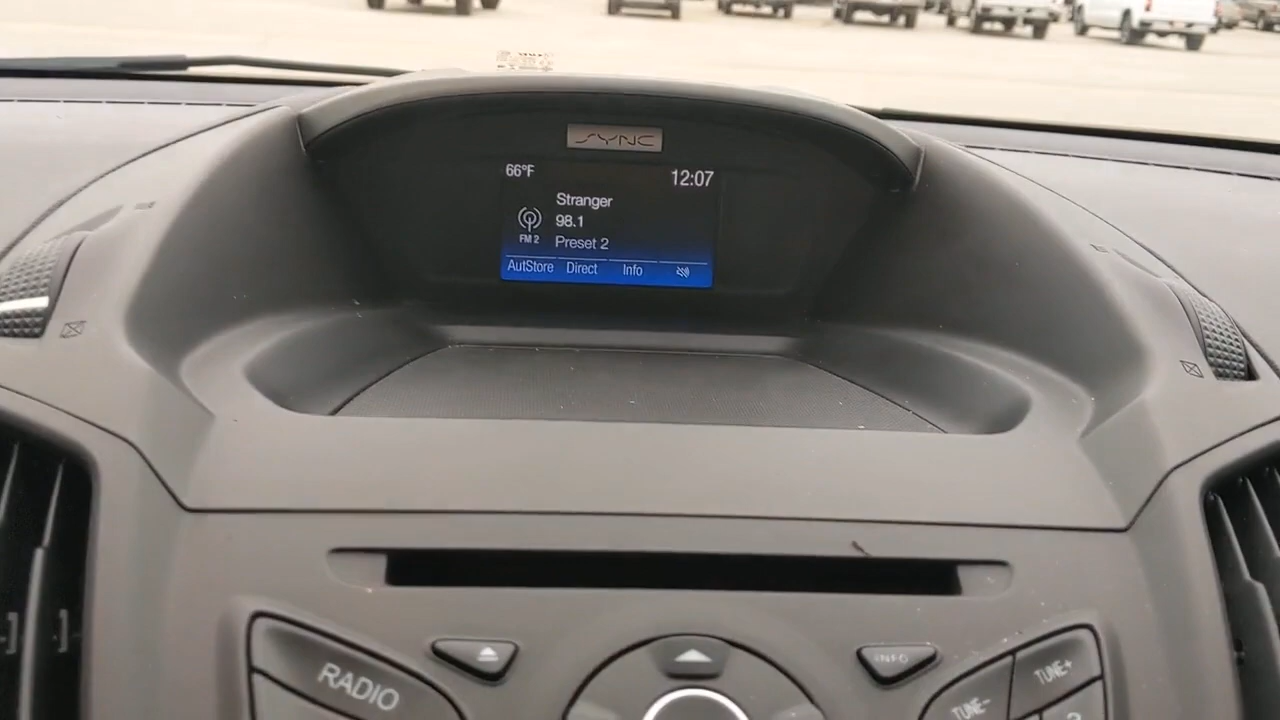 SYNC
66°F
12:07
Stranger
98.1
FM 2
Preset 2
AutStore Direct Info
RADIO
INFO
TUNE-
TUNE+